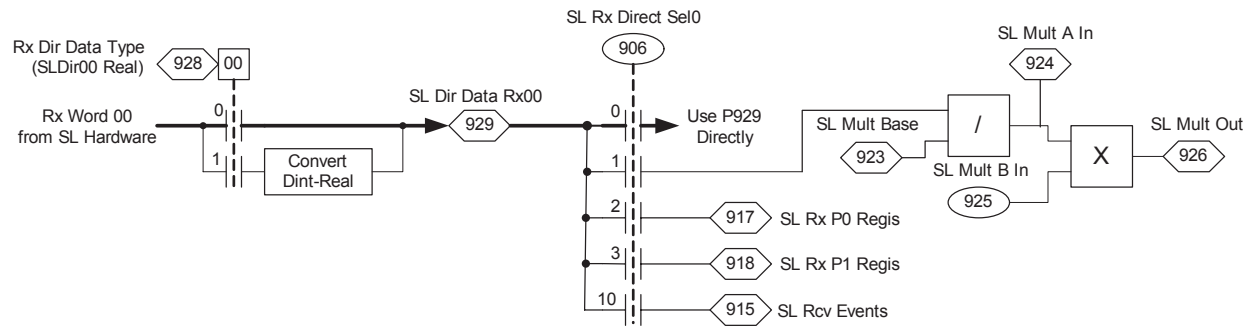 SL Rx Direct Sel0
906
SL Mult A In
924
Rx Dir Data Type
(SLDir00 Real)
928
00
Rx Word 00
from SL Hardware
0
1
Convert
Dint-Real
SL Dir Data Rx00
929
0
Use P929
Directly
1
SL Mult Base
923
/
SL Mult B In
925
X
SL Mult Out
926
2
917
SL Rx P0 Regis
3
918
SL Rx P1 Regis
10
915
SL Rcv Events